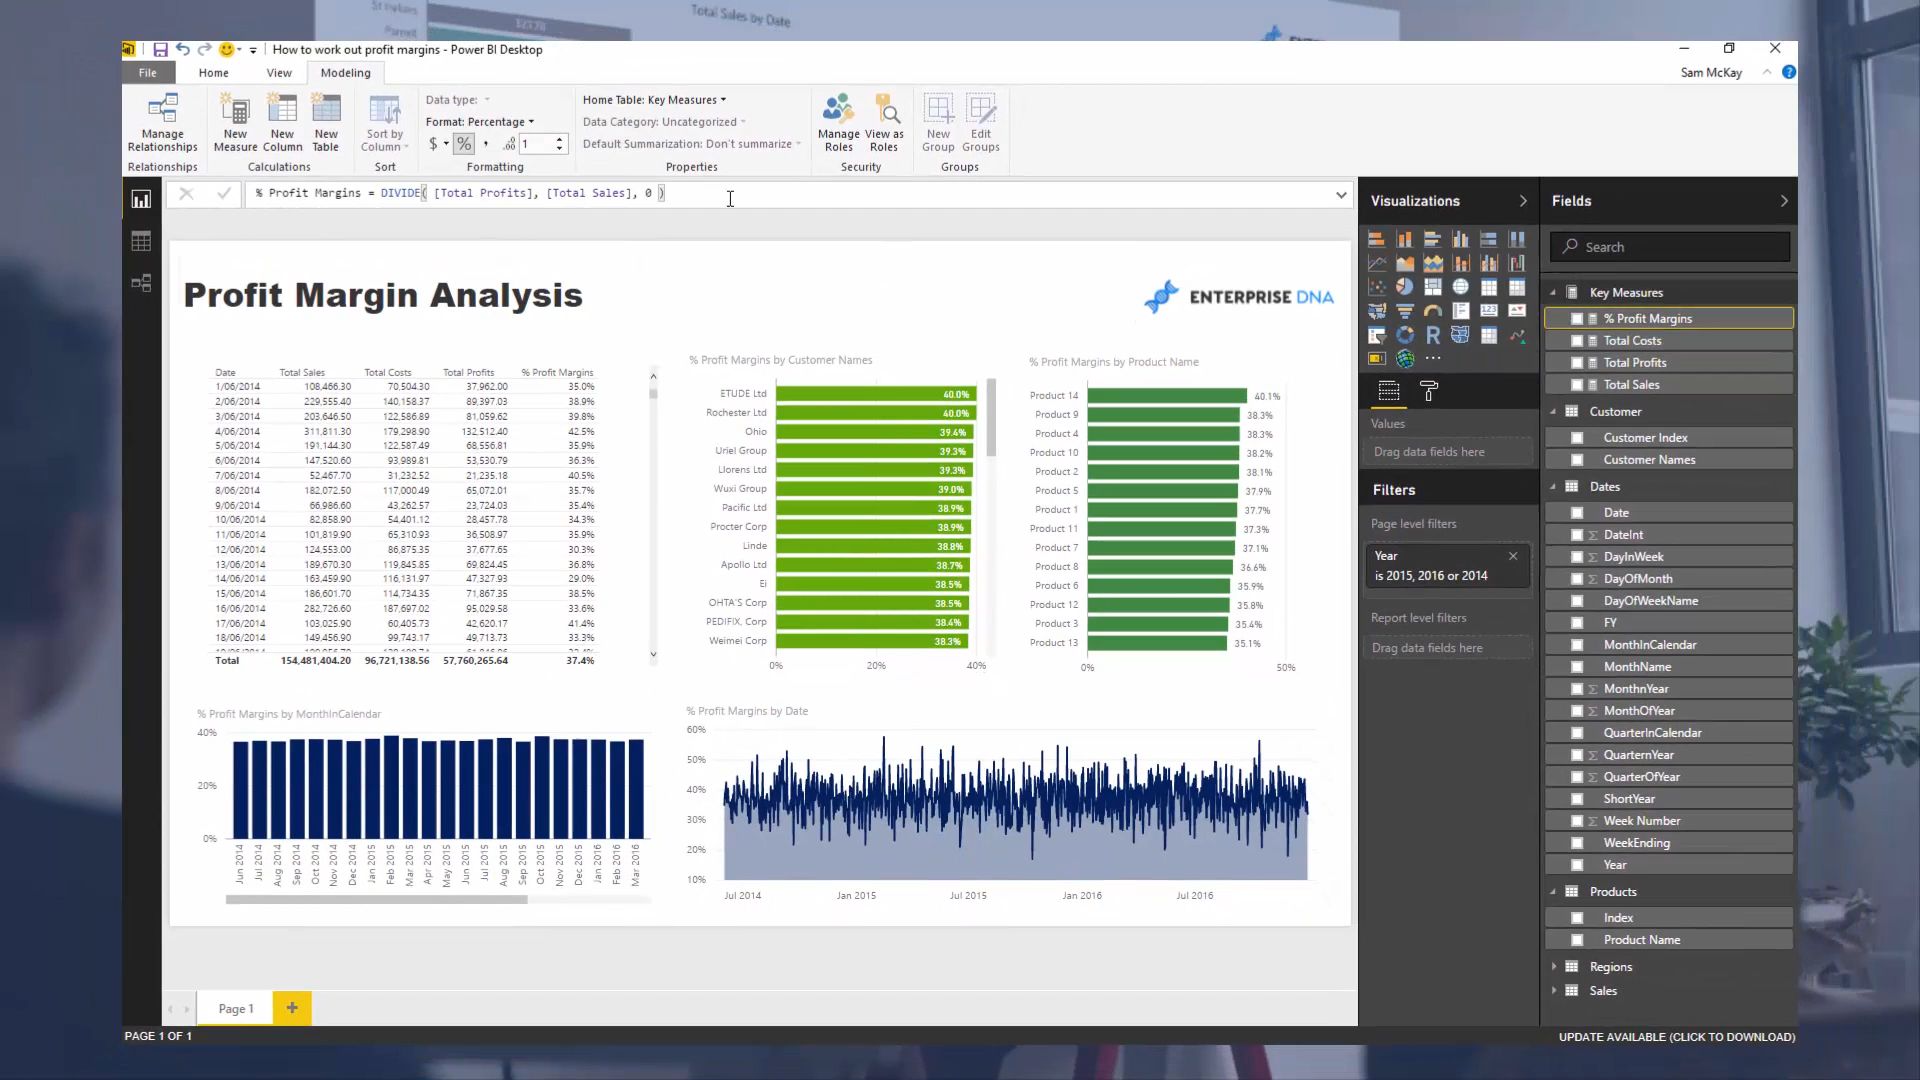 Total Sales by Date
How to work out profit margins - Power BI Desktop
File
Home
View
Modeling
Sam McKay
Manage Relationships
Relationships
New Measure
New Column
New Table
Calculations
Sort by Column
Sort
Data type:
Format: Percentage
$ % , .00 1
Formatting
Home Table: Key Measures
Data Category: Uncategorized
Default Summarization: Don't summarize
Properties
Manage Roles
View as Roles
Security
New Group
Edit Groups
Groups
% Profit Margins = DIVIDE( [Total Profits], [Total Sales], 0 )
Profit Margin Analysis
ENTERPRISE DNA
Date Total Sales Total Costs Total Profits % Profit Margins
1/06/2014 108,466.30 70,504.30 37,962.00 35.0%
2/06/2014 229,555.40 140,158.37 89,397.03 38.9%
3/06/2014 203,646.50 122,586.89 81,059.62 39.8%
4/06/2014 311,811.30 179,298.90 132,512.40 42.5%
5/06/2014 191,144.30 122,587.49 68,556.81 35.9%
6/06/2014 147,520.60 93,989.81 53,530.79 36.3%
7/06/2014 52,467.70 31,232.52 21,235.18 40.5%
8/06/2014 182,072.50 117,000.49 65,072.01 35.7%
9/06/2014 66,986.60 43,262.57 23,724.03 35.4%
10/06/2014 82,858.90 54,401.12 28,457.78 34.3%
11/06/2014 101,819.90 65,310.93 36,508.97 35.9%
12/06/2014 124,553.00 86,875.35 37,677.65 30.3%
13/06/2014 189,670.30 119,845.85 69,824.45 36.8%
14/06/2014 163,459.90 116,131.97 47,327.93 29.0%
15/06/2014 186,601.70 114,734.35 71,867.35 38.5%
16/06/2014 282,726.60 187,697.02 95,029.58 33.6%
17/06/2014 103,025.90 60,405.73 42,620.17 41.4%
18/06/2014 149,456.90 99,743.17 49,713.73 33.3%
Total 154,481,404.20 96,721,138.56 57,760,265.64 37.4%
% Profit Margins by Customer Names
ETUDE Ltd 40.0%
Rochester Ltd 40.0%
Ohio 39.4%
Uriel Group 39.3%
Llorens Ltd 39.3%
Wuxi Group 39.0%
Pacific Ltd 38.9%
Procter Corp 38.9%
Linde 38.8%
Apollo Ltd 38.7%
Ei 38.5%
OHTA'S Corp 38.5%
PEDIFIX, Corp 38.4%
Weimei Corp 38.3%
0% 20% 40%
% Profit Margins by Product Name
Product 14 40.1%
Product 9 38.3%
Product 4 38.3%
Product 10 38.2%
Product 2 38.1%
Product 5 37.9%
Product 1 37.7%
Product 11 37.3%
Product 7 37.1%
Product 8 36.6%
Product 6 35.9%
Product 12 35.8%
Product 3 35.4%
Product 13 35.1%
0% 50%
% Profit Margins by MonthInCalendar
40%
20%
0%
Jun 2014 Jul 2014 Aug 2014 Sep 2014 Oct 2014 Nov 2014 Dec 2014 Jan 2015 Feb 2015 Mar 2015 Apr 2015 May 2015 Jun 2015 Jul 2015 Aug 2015 Sep 2015 Oct 2015 Nov 2015 Dec 2015 Jan 2016 Feb 2016 Mar 2016
% Profit Margins by Date
60%
50%
40%
30%
20%
10%
Jul 2014 Jan 2015 Jul 2015 Jan 2016 Jul 2016
Visualizations
Values
Drag data fields here
Filters
Page level filters
Year
is 2015, 2016 or 2014
Report level filters
Drag data fields here
Fields
Search
Key Measures
% Profit Margins
Total Costs
Total Profits
Total Sales
Customer
Customer Index
Customer Names
Dates
Date
DateInt
DayInWeek
DayOfMonth
DayOfWeekName
FY
MonthInCalendar
MonthName
MonthnYear
MonthOfYear
QuarterInCalendar
QuarternYear
QuarterOfYear
ShortYear
Week Number
WeekEnding
Year
Products
Index
Product Name
Regions
Sales
Page 1
PAGE 1 OF 1
UPDATE AVAILABLE (CLICK TO DOWNLOAD)